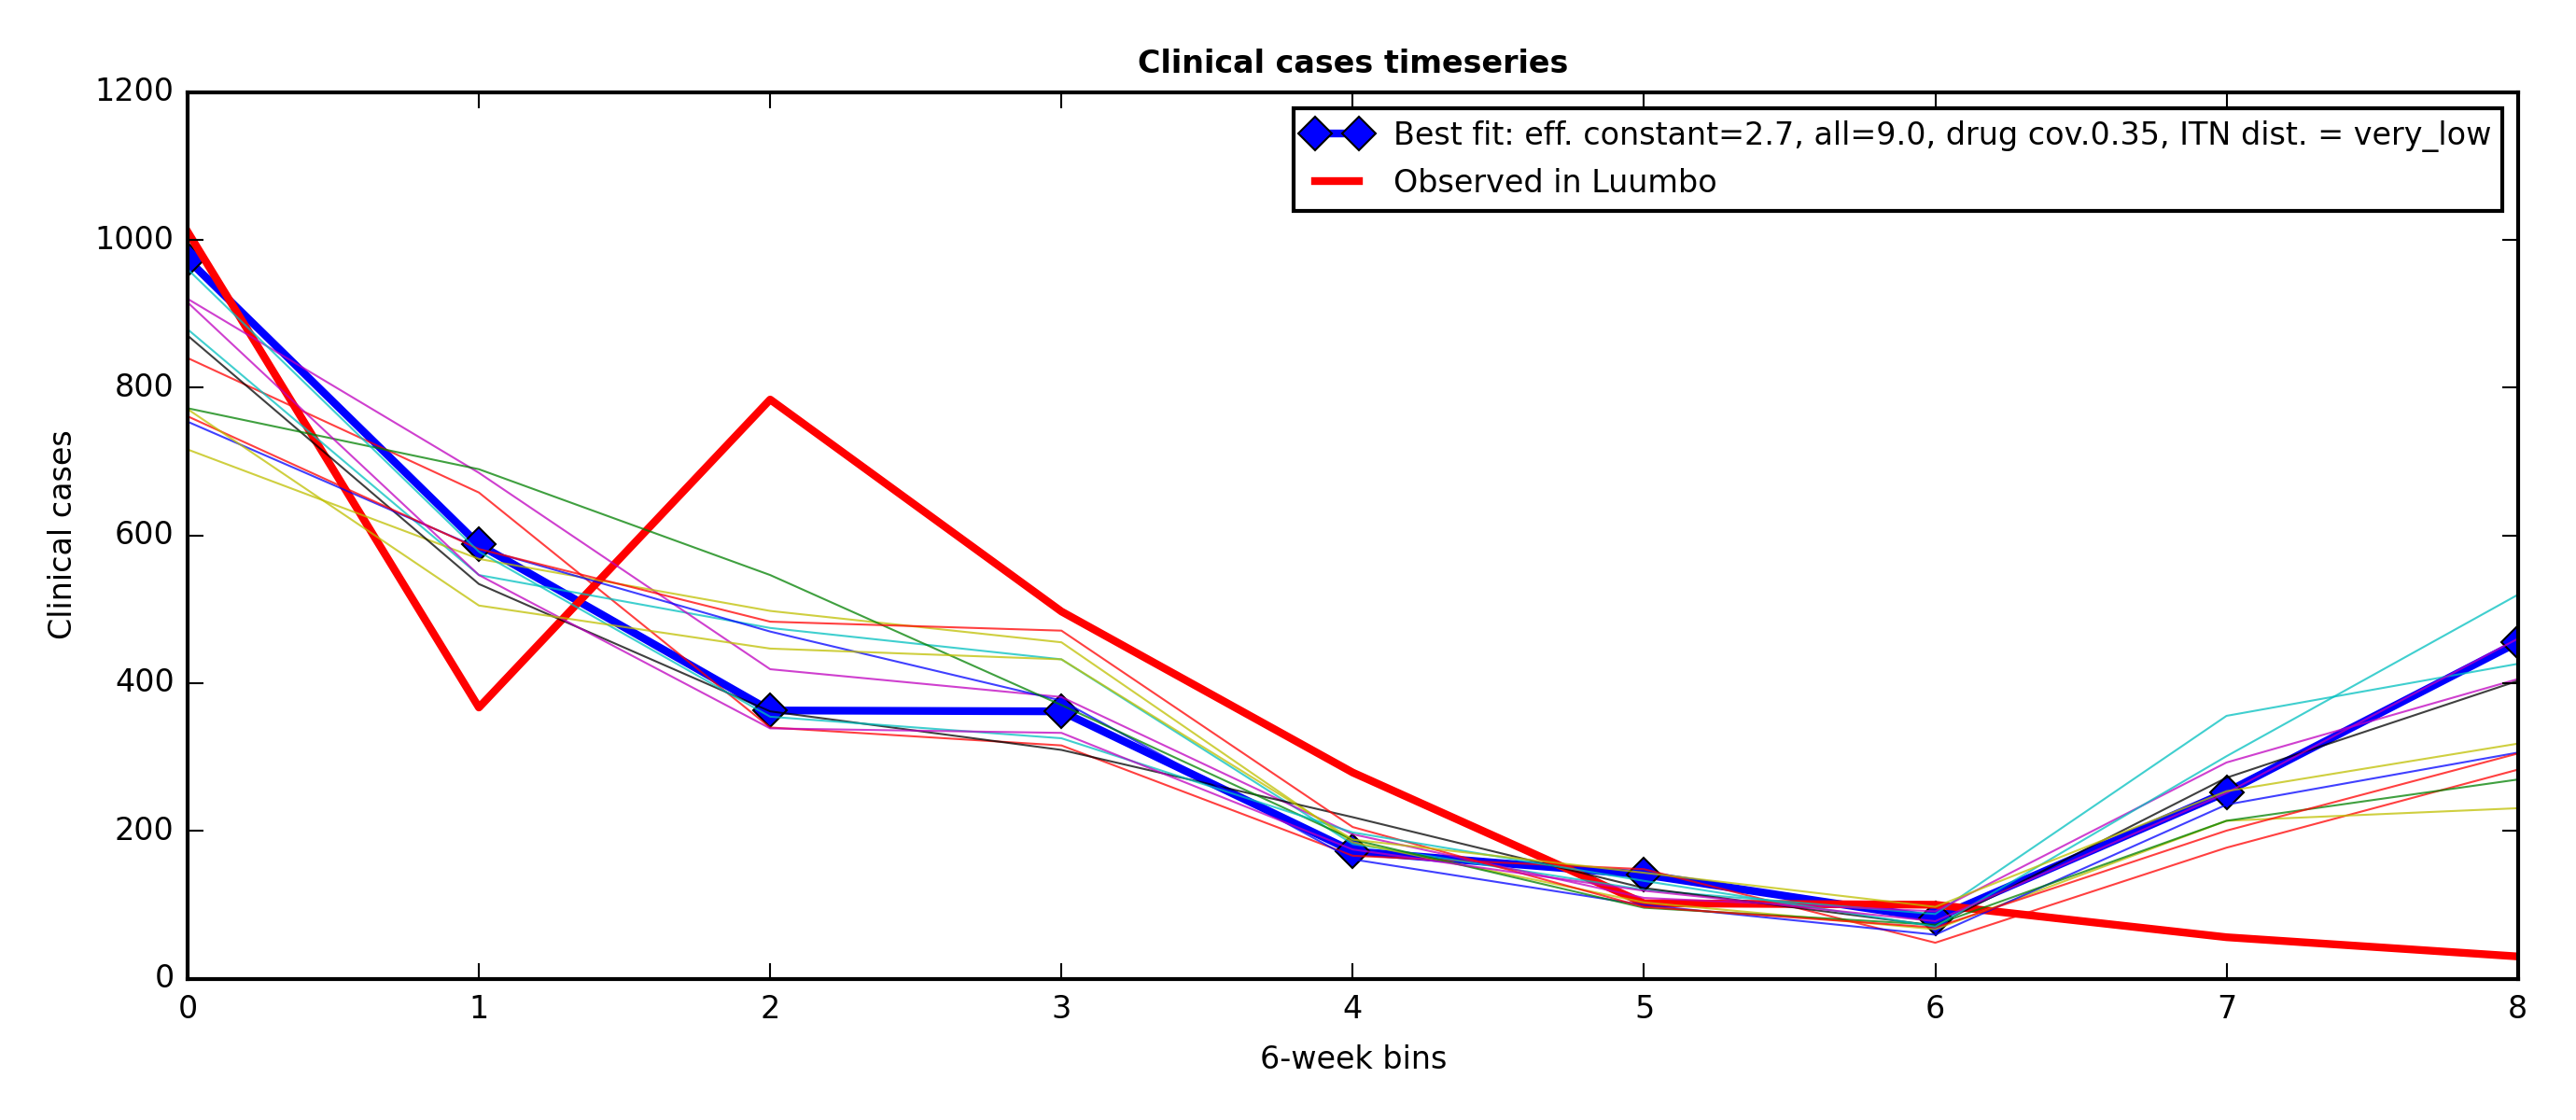 Clinical cases timeseries
1200
1000
800
600
400
200
0
Clinical cases
Best fit: eff. constant=2.7, all=9.0, drug cov.0.35, ITN dist. = very_low
Observed in Luumbo
0 1 2 3 4 5 6 7 8
6-week bins